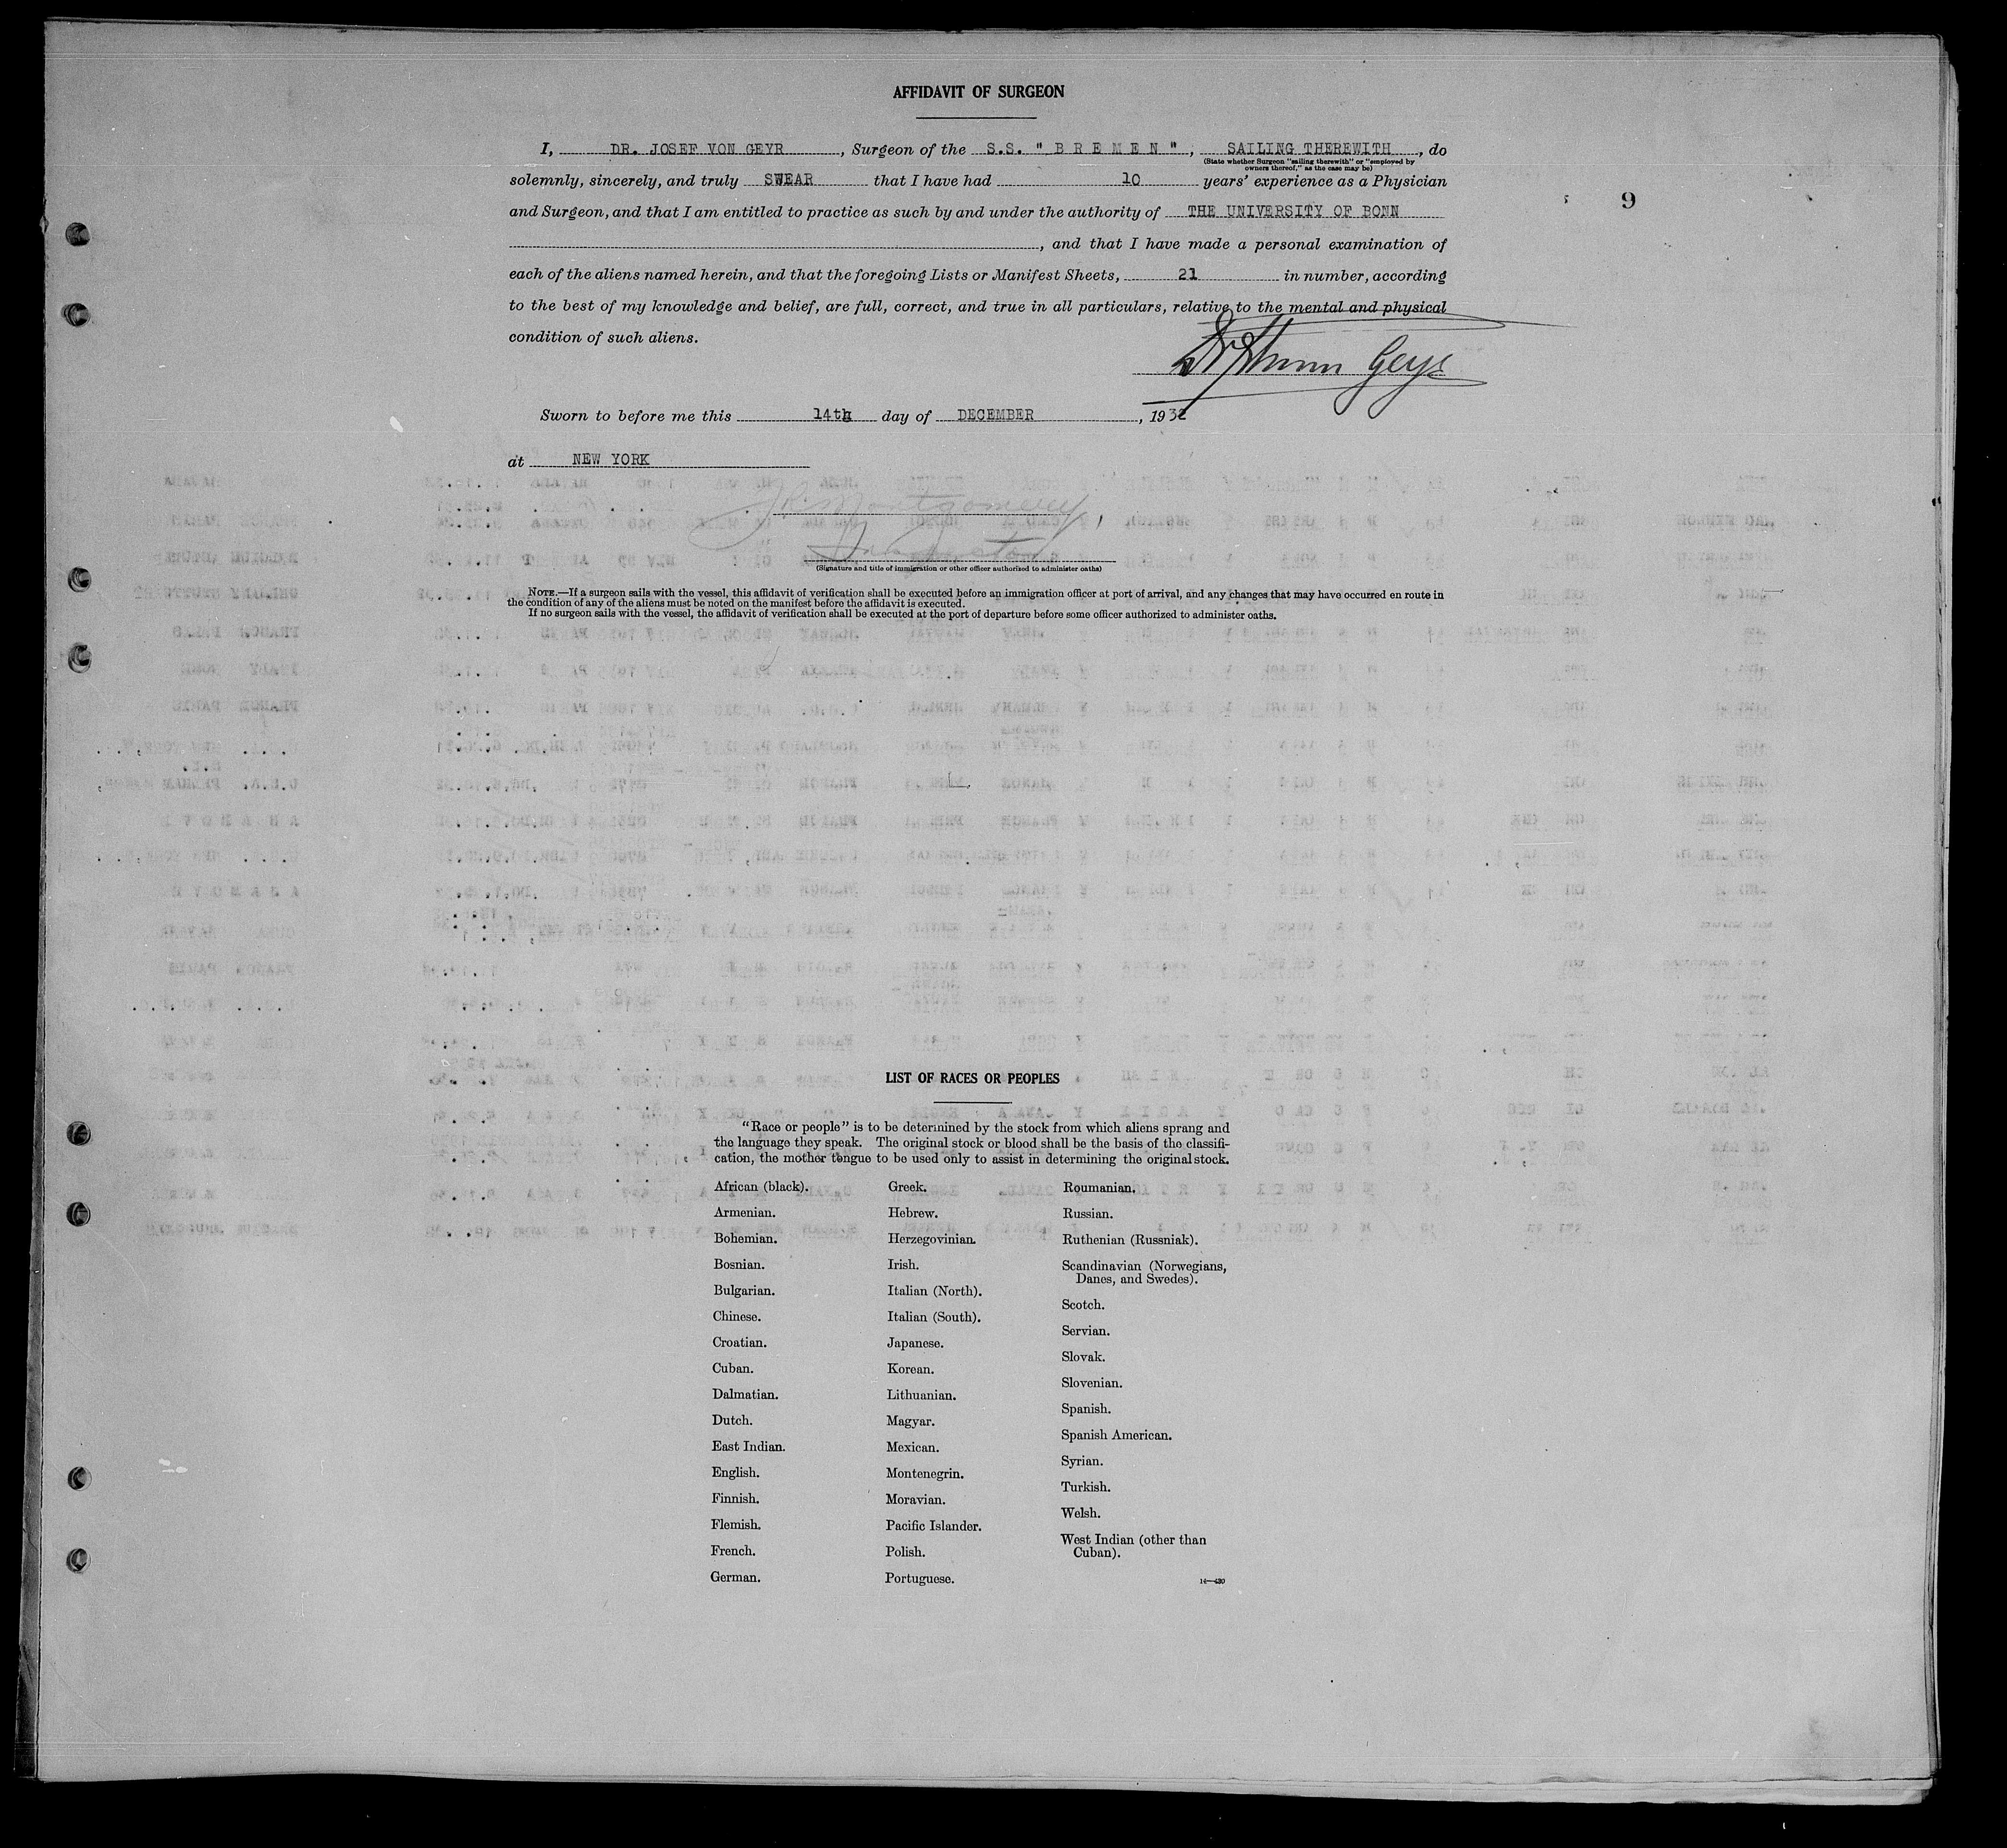 AFFIDAVIT OF SURGEON
I, DR. JOSEF VON GEYR, Surgeon of the S.S. "BREMEN", SAILING THEREWITH, do
(State whether Surgeon "sailing therewith" or "employed by
owners thereof," as the case may be)
solemnly, sincerely, and truly SWEAR that I have had 10 years' experience as a Physician
9
and Surgeon, and that I am entitled to practice as such by and under the authority of THE UNIVERSITY OF BONN
, and that I have made a personal examination of
each of the aliens named herein, and that the foregoing Lists or Manifest Sheets, 21 in number, according
to the best of my knowledge and belief, are full, correct, and true in all particulars, relative to the mental and physical
condition of such aliens.
Geyr
Sworn to before me this 14th day of DECEMBER, 1932
at NEW YORK
Montgomery
(Signature and title of immigration or other officer authorized to administer oaths)
NOTE.—If a surgeon sails with the vessel, this affidavit of verification shall be executed before an immigration officer at port of arrival, and any changes that may have occurred en route in
the condition of any of the aliens must be noted on the manifest before the affidavit is executed.
If no surgeon sails with the vessel, the affidavit of verification shall be executed at the port of departure before some officer authorized to administer oaths.
LIST OF RACES OR PEOPLES
"Race or people" is to be determined by the stock from which aliens sprang and
the language they speak. The original stock or blood shall be the basis of the classifi-
cation, the mother tongue to be used only to assist in determining the original stock.
African (black).
Armenian.
Bohemian.
Bosnian.
Bulgarian.
Chinese.
Croatian.
Cuban.
Dalmatian.
Dutch.
East Indian.
English.
Finnish.
Flemish.
French.
German.
Greek.
Hebrew.
Herzegovinian.
Irish.
Italian (North).
Italian (South).
Japanese.
Korean.
Lithuanian.
Magyar.
Mexican.
Montenegrin.
Moravian.
Pacific Islander.
Polish.
Portuguese.
Roumanian.
Russian.
Ruthenian (Russniak).
Scandinavian (Norwegians,
Danes, and Swedes).
Scotch.
Servian.
Slovak.
Slovenian.
Spanish.
Spanish American.
Syrian.
Turkish.
Welsh.
West Indian (other than
Cuban).
14—430